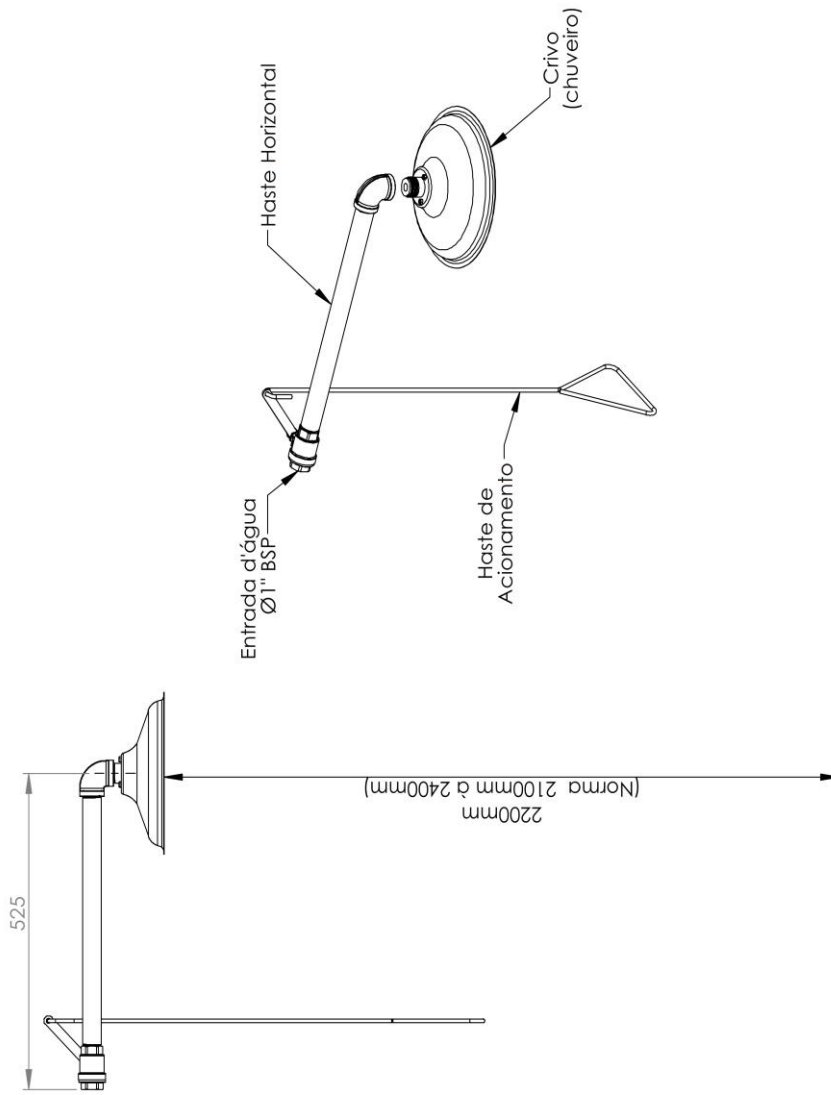 525
2200mm
(Norma 2100mm à 2400mm)
Entrada d'água
Ø1" BSP
Haste Horizontal
Haste de
Acionamento
Crivo
(chuveiro)